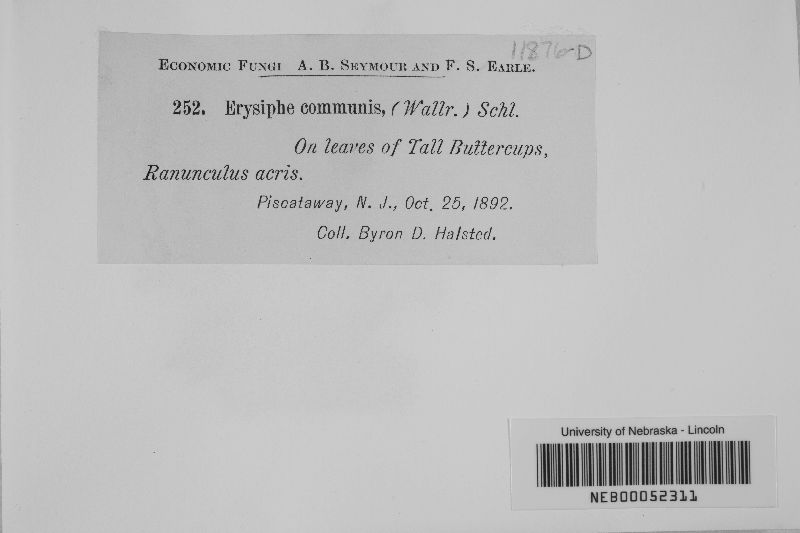 11876-D
Economic Fungi A. B. Seymour and F. S. Earle.
252. Erysiphe communis, (Wallr.) Schl.
On leaves of Tall Buttercups,
Ranunculus acris.
Piscataway, N. J., Oct. 25, 1892.
Coll. Byron D. Halsted.
University of Nebraska - Lincoln
NEB00052311